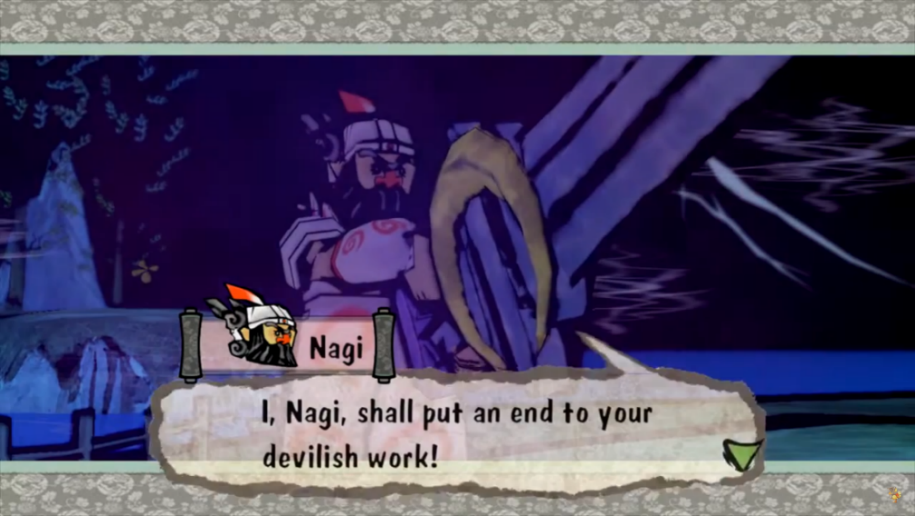 Nagi
I, Nagi, shall put an end to your
devilish work!